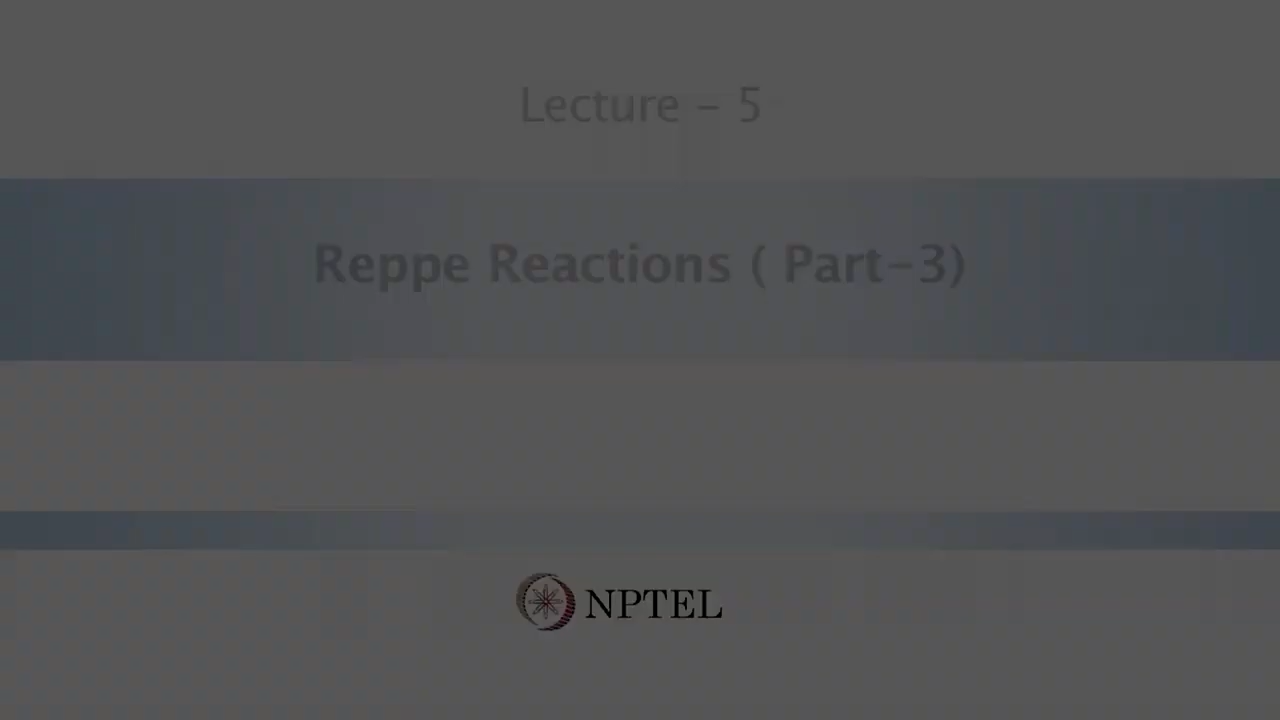 Lecture – 5
Reppe Reactions ( Part–3)
NPTEL